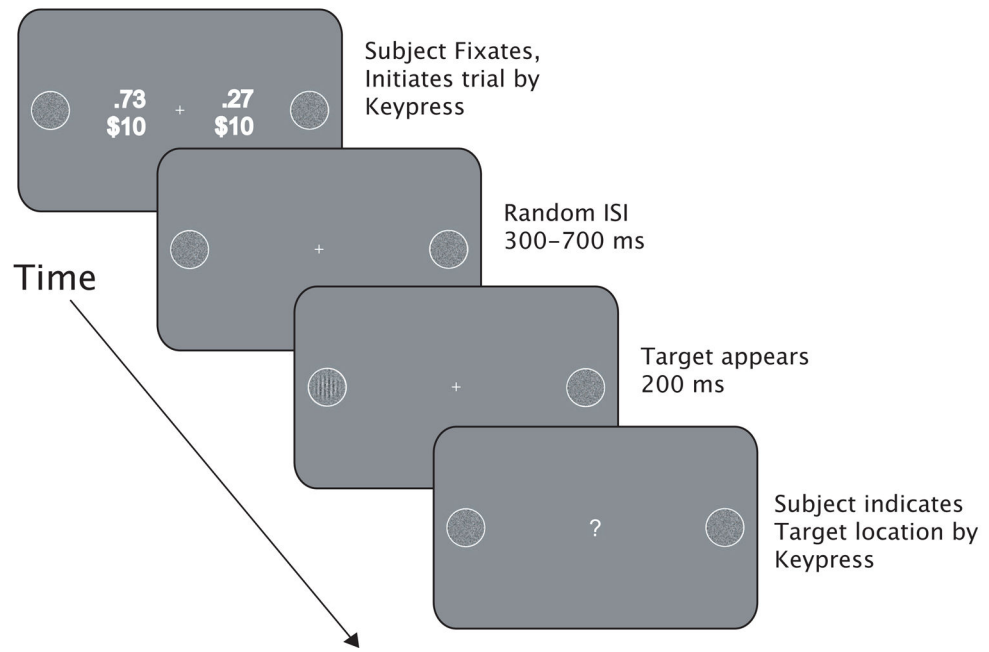 .73 + .27
$10 $10
Subject Fixates,
Initiates trial by
Keypress
+
Random ISI
300–700 ms
Time
+
Target appears
200 ms
?
Subject indicates
Target location by
Keypress